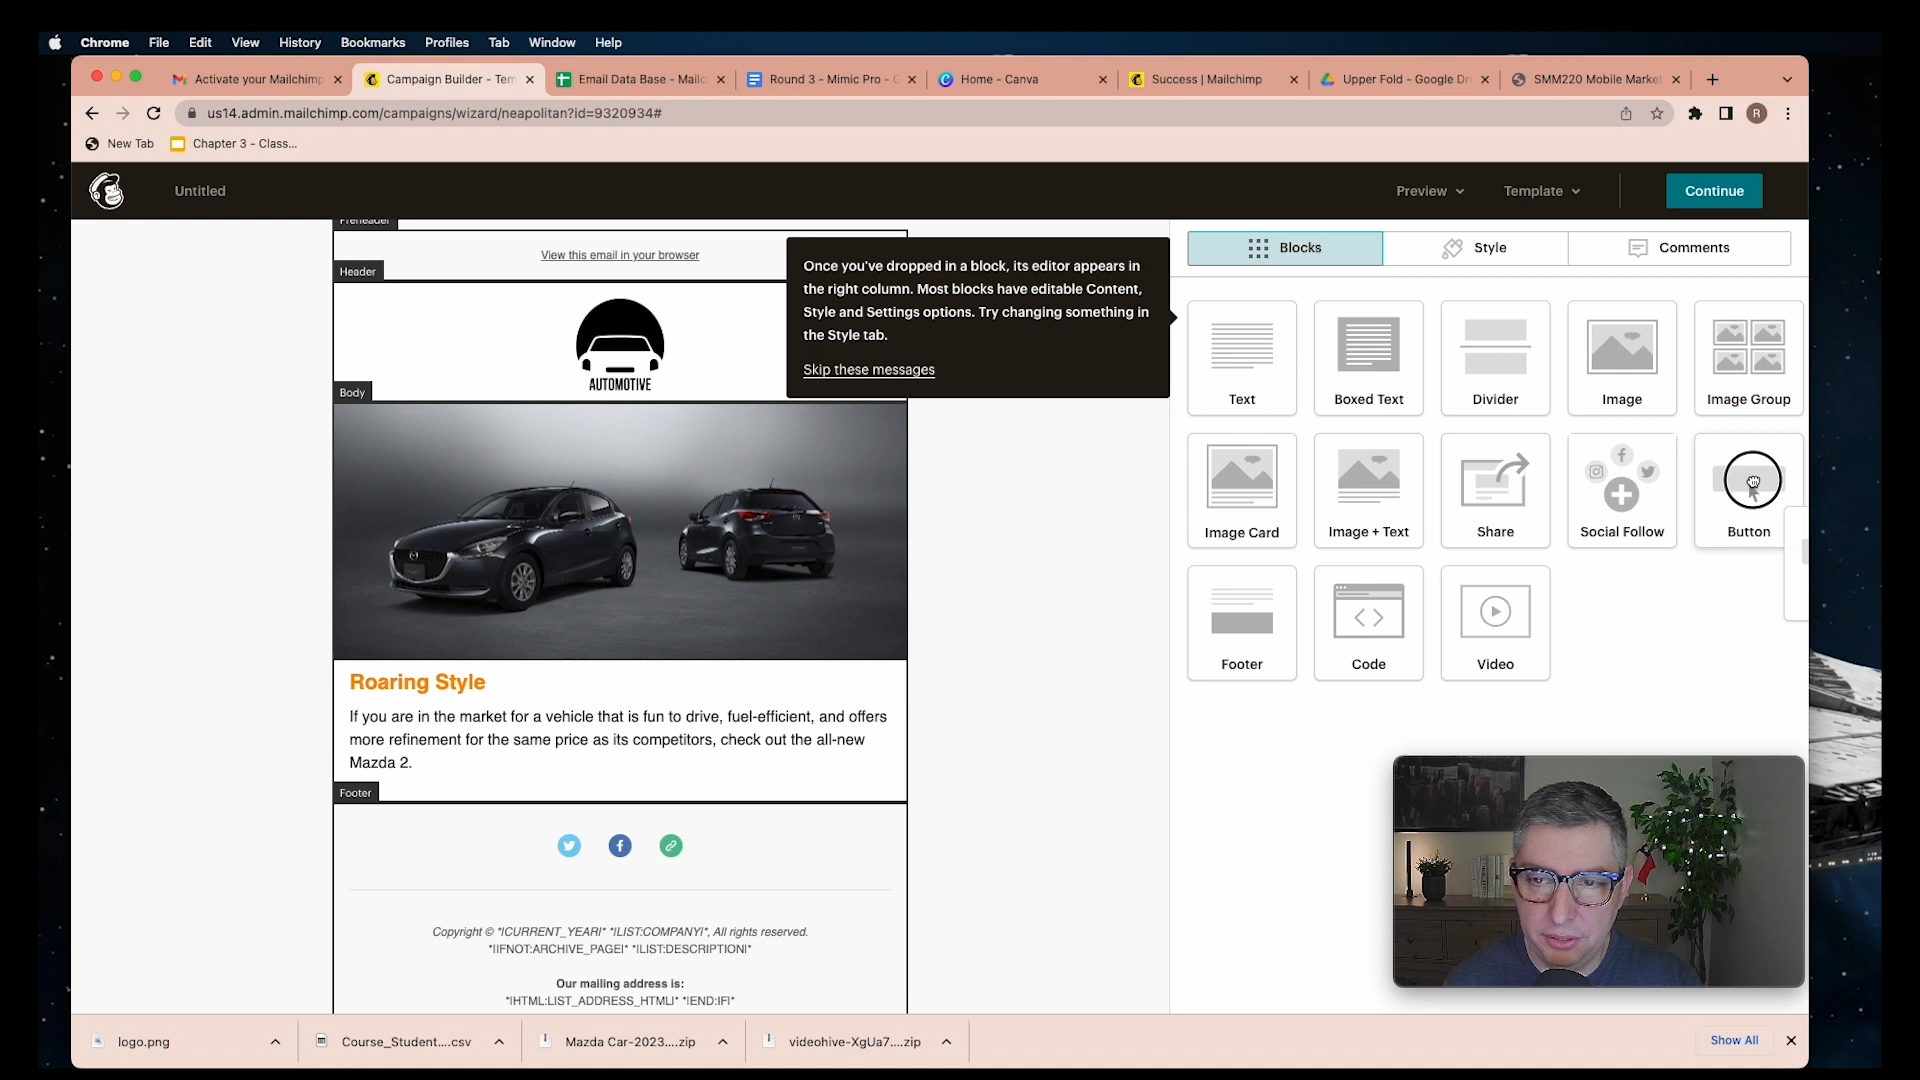 Chrome File Edit View History Bookmarks Profiles Tab Window Help
Activate your Mailchimp
Campaign Builder - Tem
Email Data Base - Mailc
Round 3 - Mimic Pro - G
Home - Canva
Success | Mailchimp
Upper Fold - Google Dri
SMM220 Mobile Market
us14.admin.mailchimp.com/campaigns/wizard/neapolitan?id=9320934#
R
New Tab
Chapter 3 - Class...
Untitled
Preview
Template
Continue
Preheader
View this email in your browser
Header
AUTOMOTIVE
Body
Once you've dropped in a block, its editor appears in
the right column. Most blocks have editable Content,
Style and Settings options. Try changing something in
the Style tab.
Skip these messages
Blocks
Style
Comments
Text
Boxed Text
Divider
Image
Image Group
Image Card
Image + Text
Share
Social Follow
Button
Footer
Code
Video
Roaring Style
If you are in the market for a vehicle that is fun to drive, fuel-efficient, and offers
more refinement for the same price as its competitors, check out the all-new
Mazda 2.
Footer
Copyright © *|CURRENT_YEAR|* *|LIST:COMPANY|*, All rights reserved.
*|IFNOT:ARCHIVE_PAGE|* *|LIST:DESCRIPTION|*
Our mailing address is:
*|HTML:LIST_ADDRESS_HTML|* *|END:IF|*
logo.png
Course_Student....csv
Mazda Car-2023....zip
videohive-XgUa7....zip
Show All